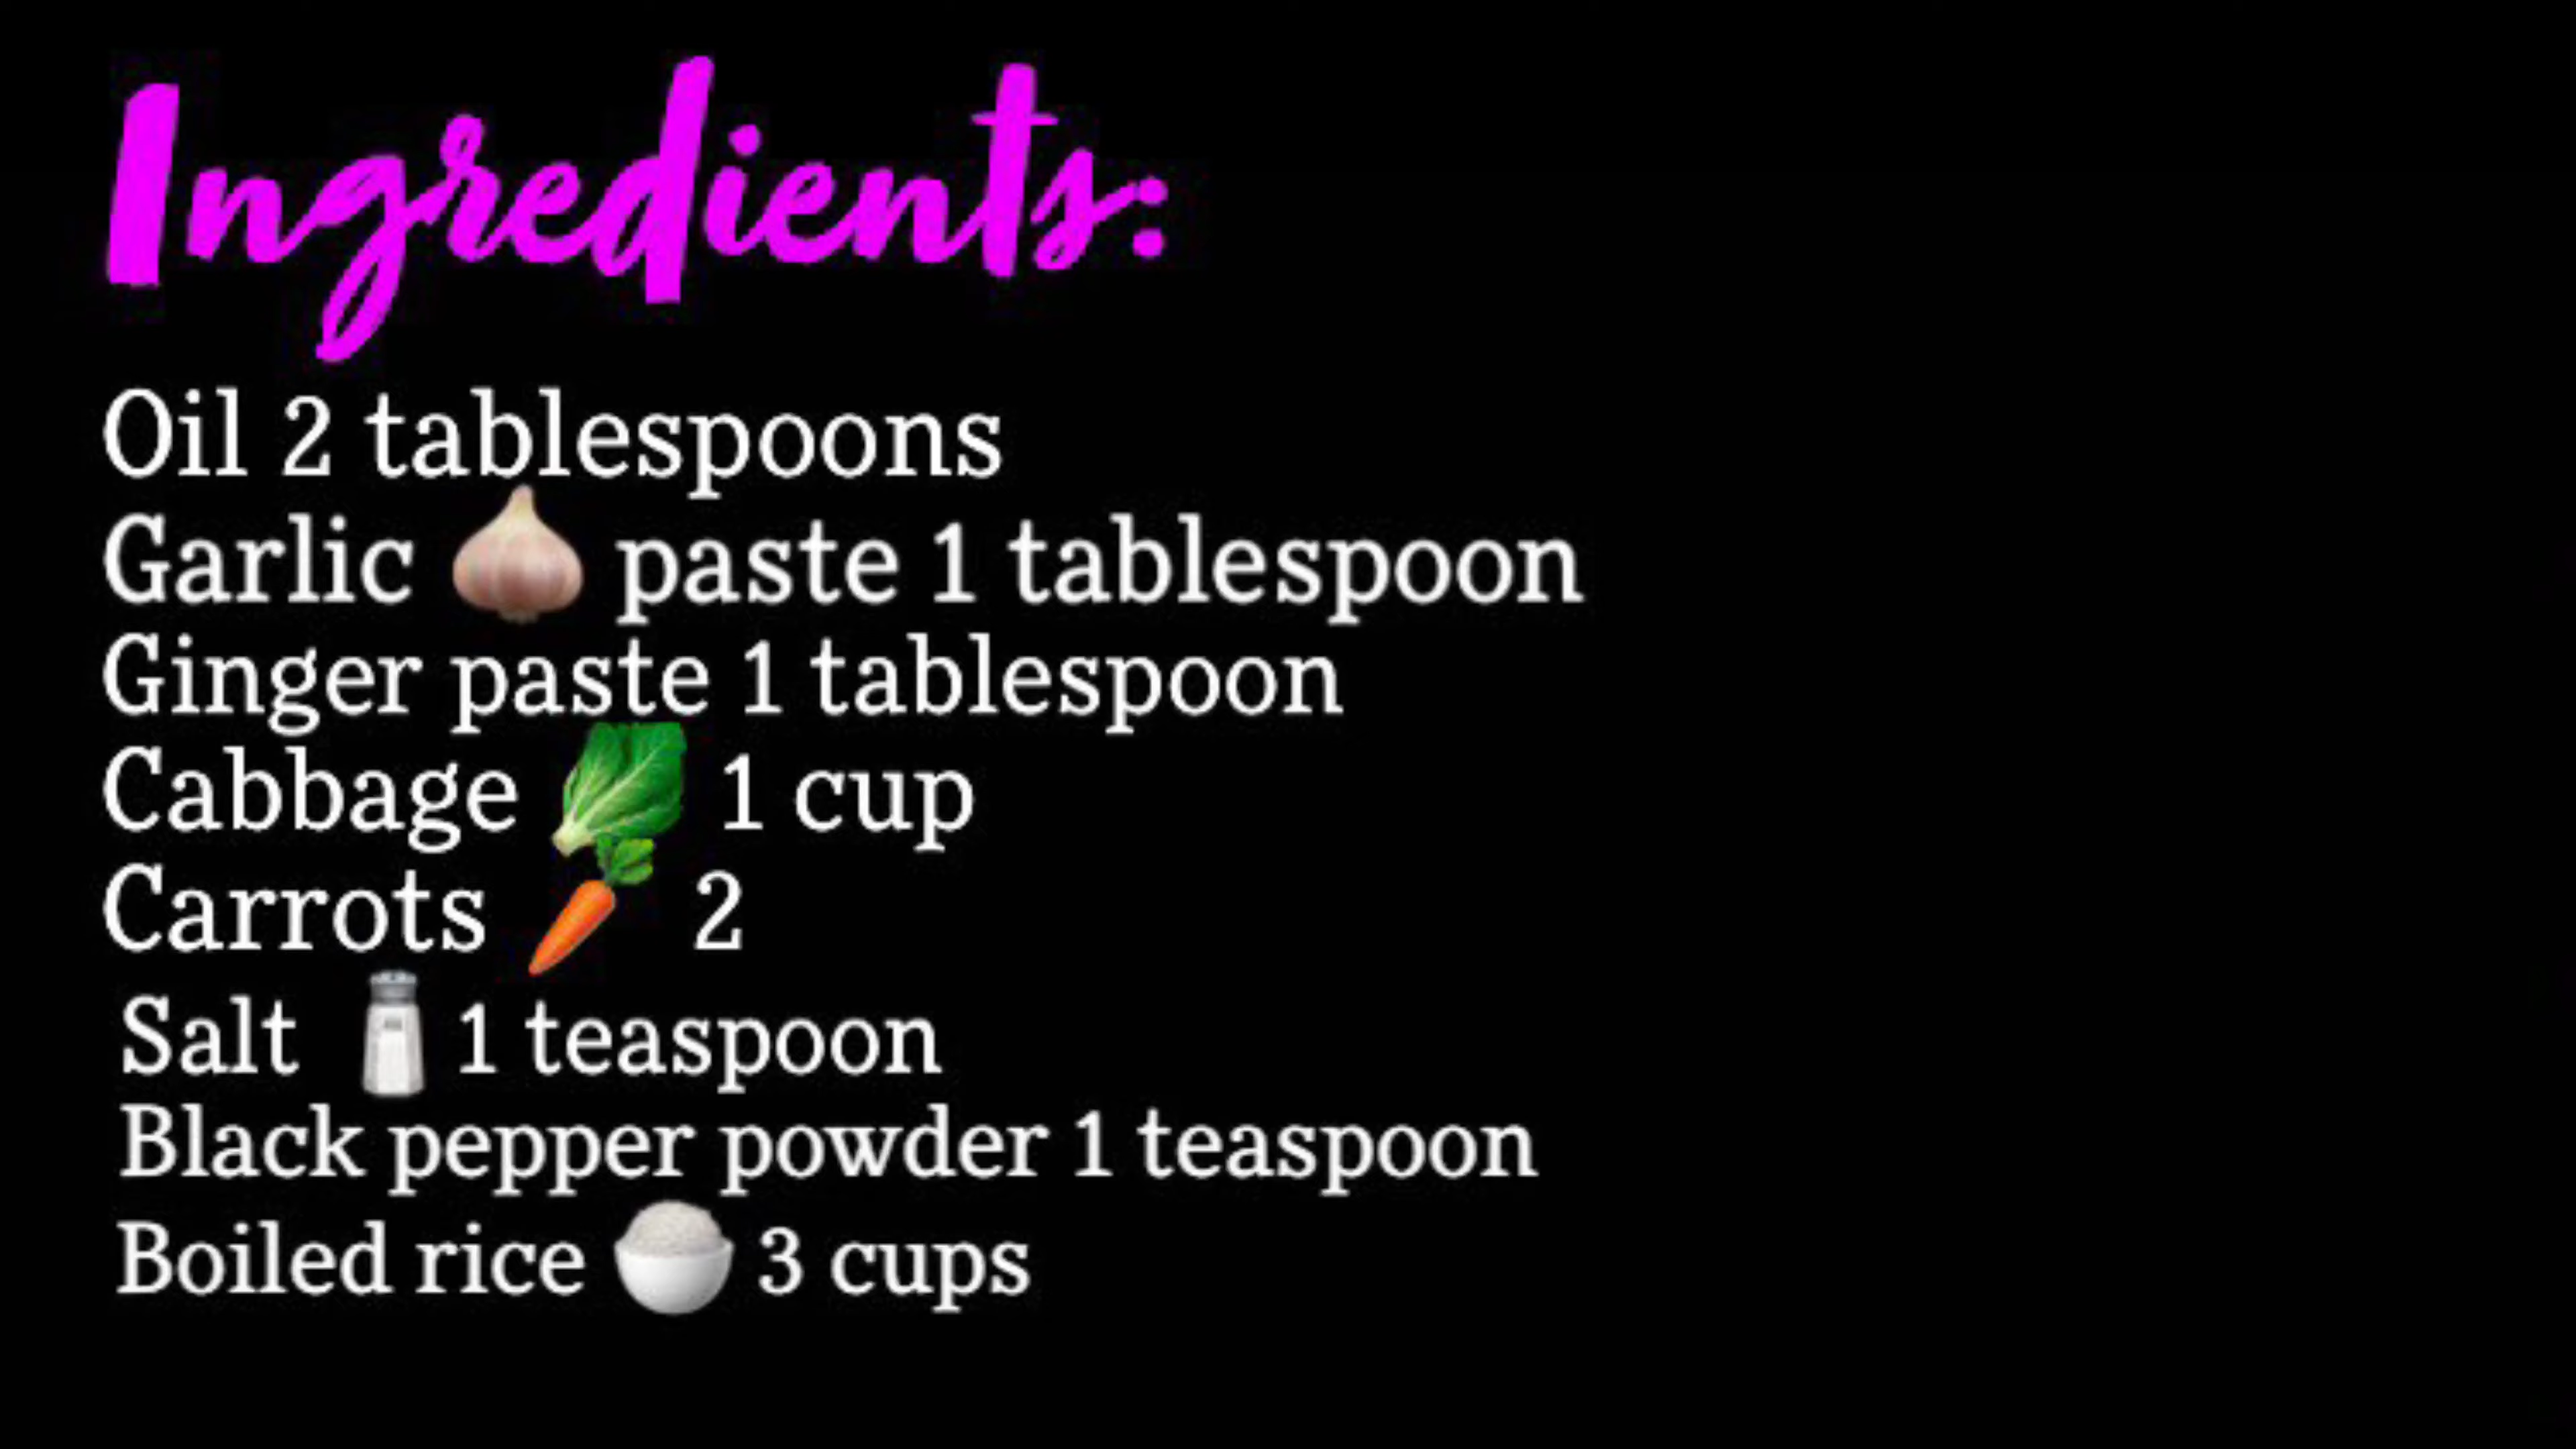 Ingredients:
Oil 2 tablespoons
Garlic 🧄 paste 1 tablespoon
Ginger paste 1 tablespoon
Cabbage 🥬 1 cup
Carrots 🥕 2
Salt 🧂 1 teaspoon
Black pepper powder 1 teaspoon
Boiled rice 🍚 3 cups